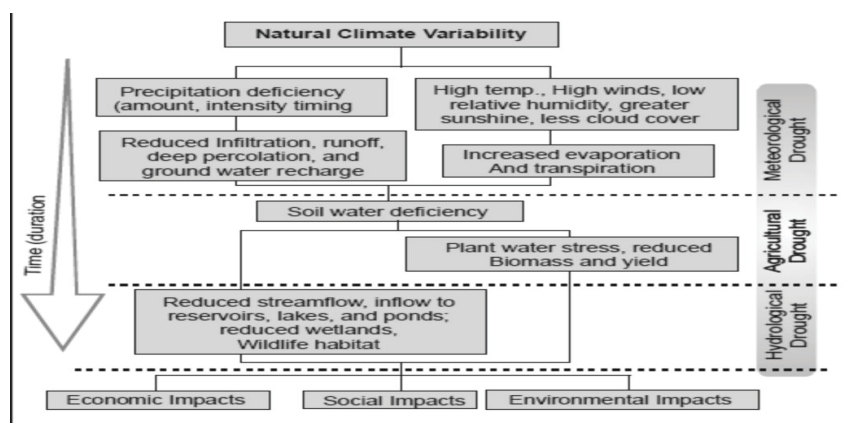 Natural Climate Variability
Precipitation deficiency
(amount, intensity timing
High temp., High winds, low
relative humidity, greater
sunshine, less cloud cover
Reduced Infiltration, runoff,
deep percolation, and
ground water recharge
Increased evaporation
And transpiration
Meteorological
Drought
Soil water deficiency
Plant water stress, reduced
Biomass and yield
Agricultural
Drought
Time (duration
Reduced streamflow, inflow to
reservoirs, lakes, and ponds;
reduced wetlands,
Wildlife habitat
Hydrological
Drought
Economic Impacts
Social Impacts
Environmental Impacts